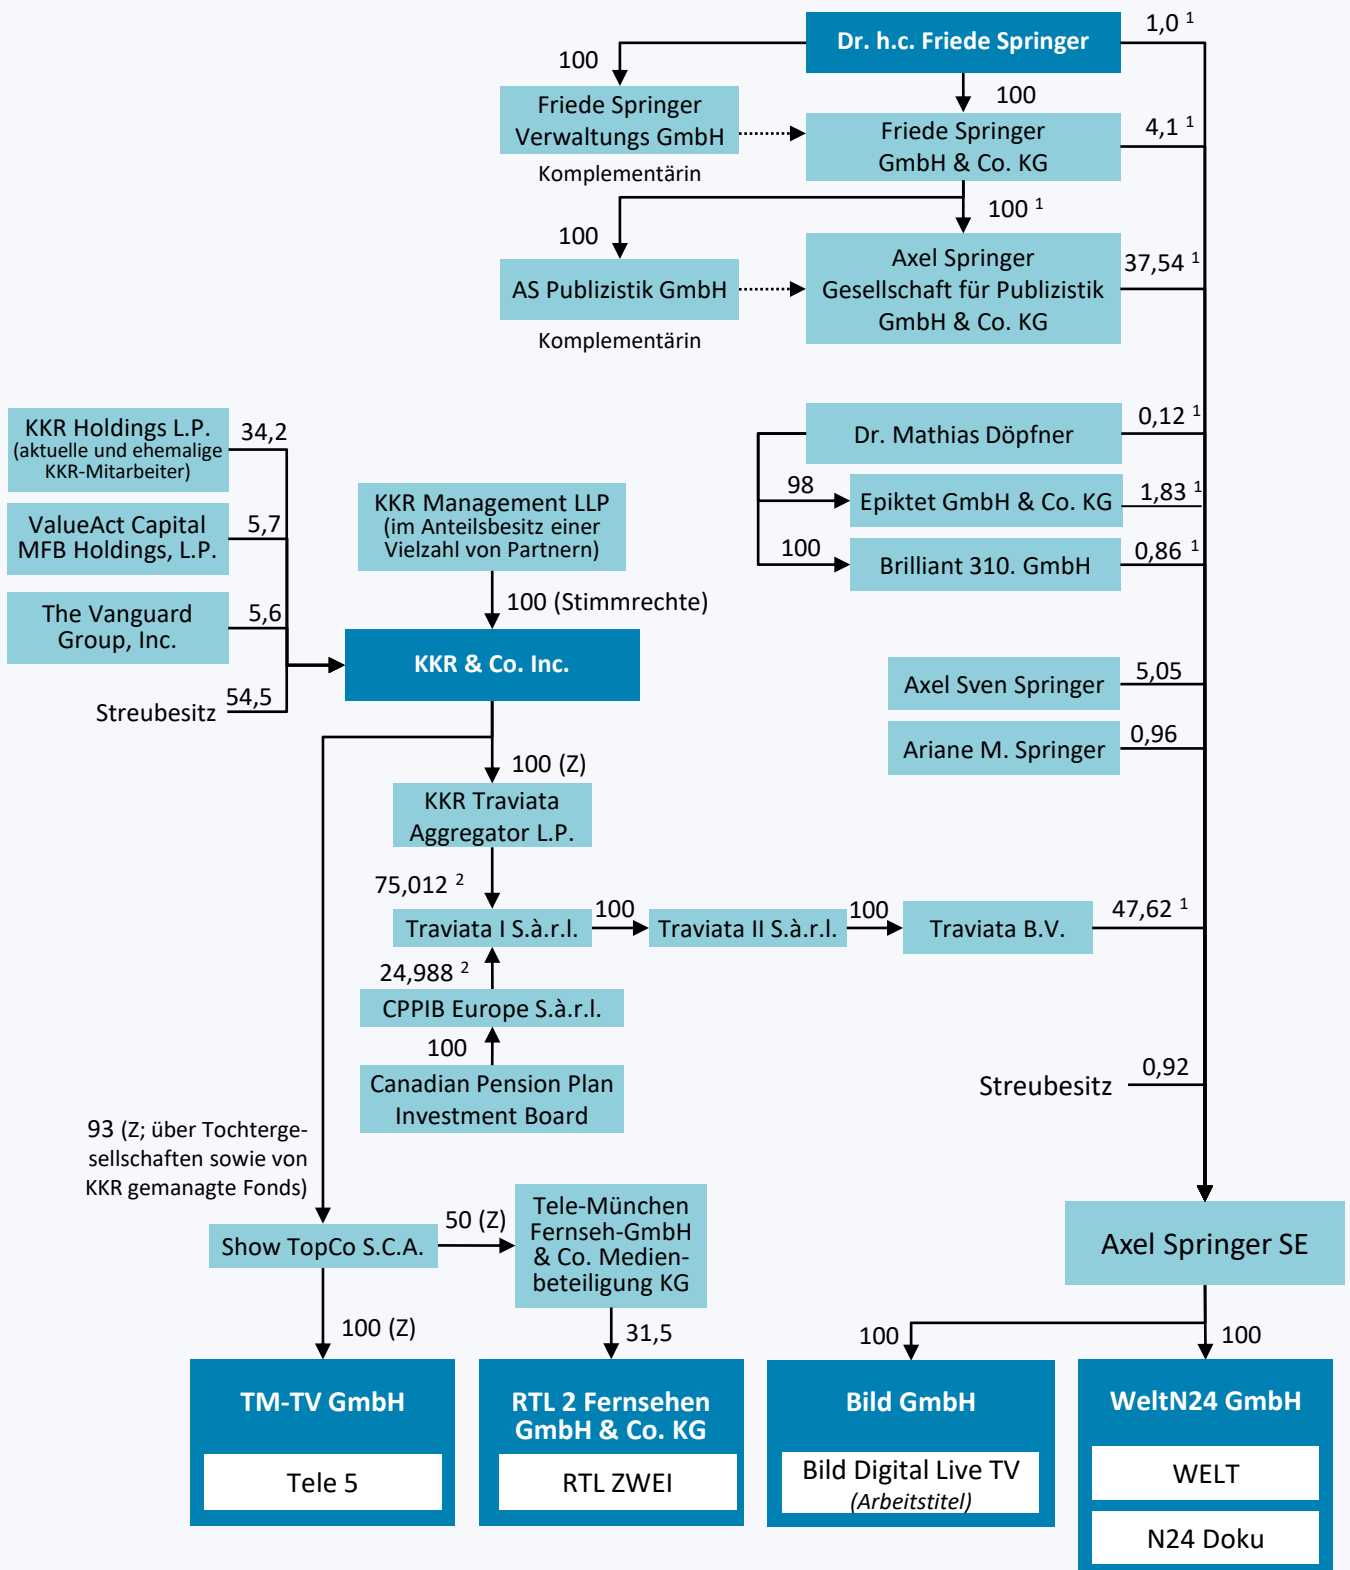 Dr. h.c. Friede Springer
1,0 ¹
100
100
Friede Springer
Verwaltungs GmbH
Komplementärin
Friede Springer
GmbH & Co. KG
4,1 ¹
100
100 ¹
AS Publizistik GmbH
Komplementärin
Axel Springer
Gesellschaft für Publizistik
GmbH & Co. KG
37,54 ¹
KKR Holdings L.P.
(aktuelle und ehemalige
KKR-Mitarbeiter)
34,2
ValueAct Capital
MFB Holdings, L.P.
5,7
The Vanguard
Group, Inc.
5,6
Streubesitz
54,5
KKR Management LLP
(im Anteilsbesitz einer
Vielzahl von Partnern)
100 (Stimmrechte)
KKR & Co. Inc.
Dr. Mathias Döpfner
0,12 ¹
98
Epiktet GmbH & Co. KG
1,83 ¹
100
Brilliant 310. GmbH
0,86 ¹
Axel Sven Springer
5,05
Ariane M. Springer
0,96
100 (Z)
KKR Traviata
Aggregator L.P.
75,012 ²
Traviata I S.à.r.l.
100
Traviata II S.à.r.l.
100
Traviata B.V.
47,62 ¹
24,988 ²
CPPIB Europe S.à.r.l.
100
Canadian Pension Plan
Investment Board
Streubesitz
0,92
93 (Z; über Tochterge-
sellschaften sowie von
KKR gemanagte Fonds)
Show TopCo S.C.A.
50 (Z)
Tele-München
Fernseh-GmbH
& Co. Medien-
beteiligung KG
Axel Springer SE
100 (Z)
31,5
100
100
TM-TV GmbH
Tele 5
RTL 2 Fernsehen
GmbH & Co. KG
RTL ZWEI
Bild GmbH
Bild Digital Live TV
(Arbeitstitel)
WeltN24 GmbH
WELT
N24 Doku